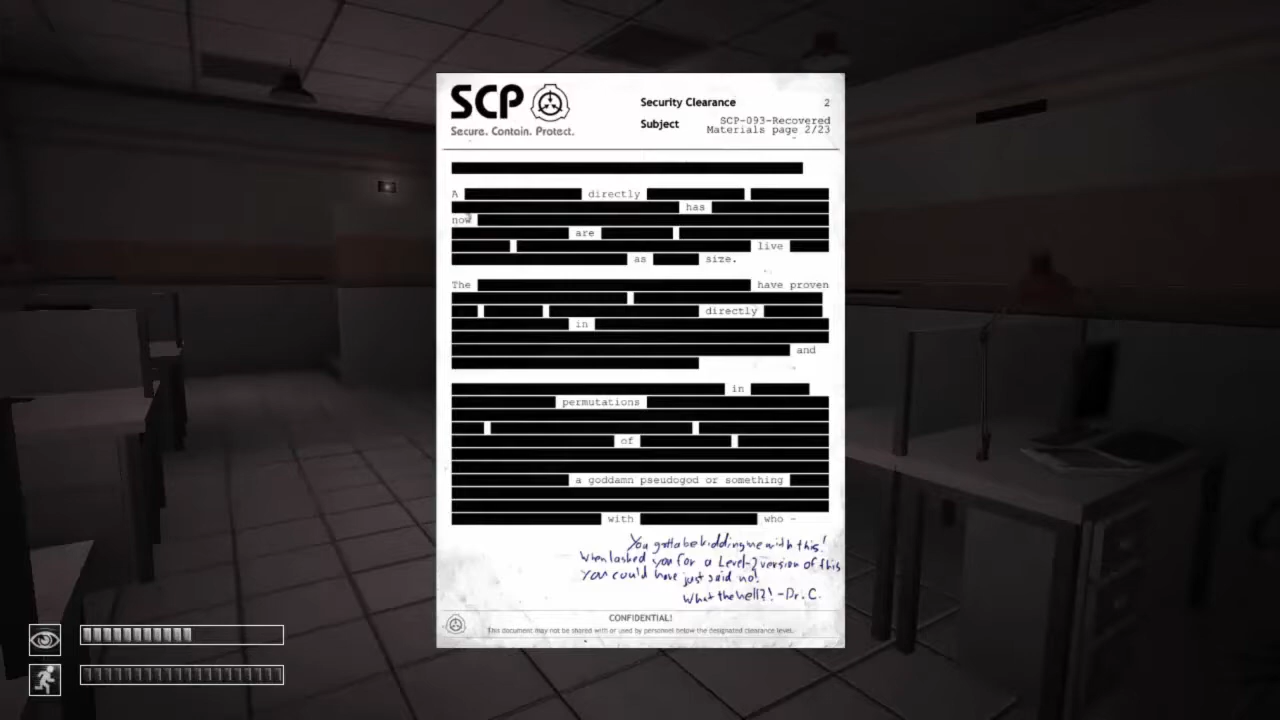 SCP
Secure. Contain. Protect.
Security Clearance 2
Subject SCP-093-Recovered
Materials page 2/23
A directly
has
now
are
live
as size.
The have proven
directly
in
and
in
permutations
of
a goddamn pseudogod or something
with who -
You gotta be kidding me with this!
When I asked you for a Level-2 version of this
you could have just said no!
What the hell?! -Dr. C.
CONFIDENTIAL!
This document may not be shared with or used by personnel below the designated clearance level.